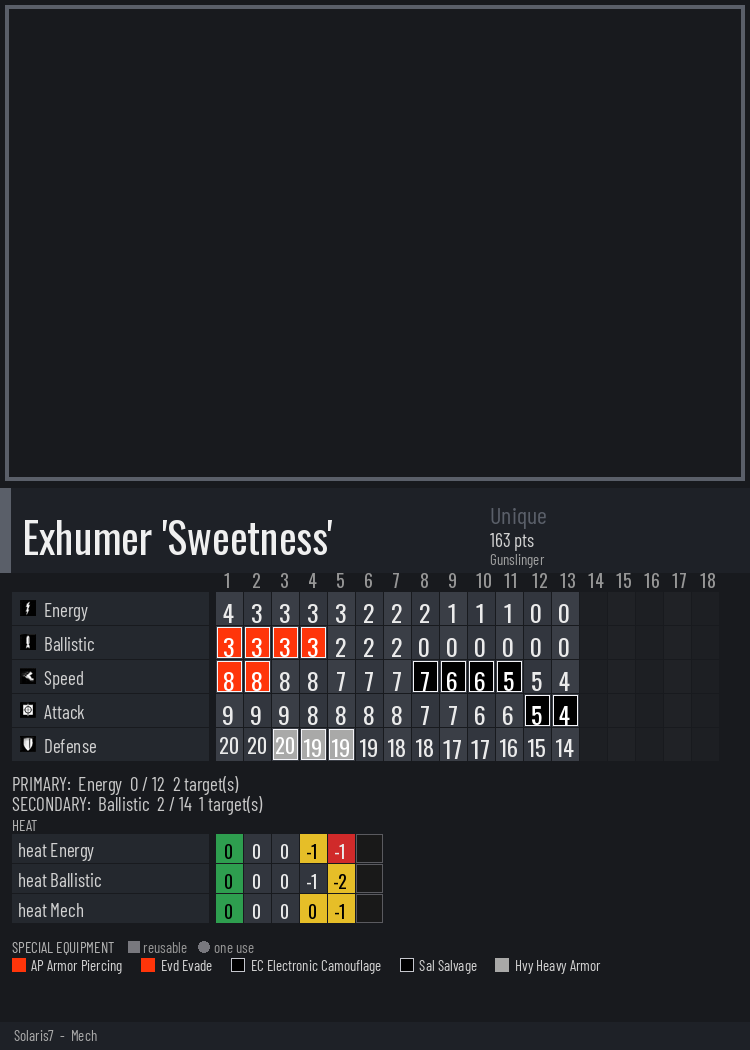 Exhumer 'Sweetness'
Unique
163 pts
Gunslinger
1 2 3 4 5 6 7 8 9 10 11 12 13 14 15 16 17 18
Energy 4 3 3 3 3 2 2 2 1 1 1 0 0
Ballistic 3 3 3 3 2 2 2 0 0 0 0 0 0
Speed 8 8 8 8 7 7 7 7 6 6 5 5 4
Attack 9 9 9 8 8 8 8 7 7 6 6 5 4
Defense 20 20 20 19 19 19 18 18 17 17 16 15 14
PRIMARY: Energy 0 / 12 2 target(s)
SECONDARY: Ballistic 2 / 14 1 target(s)
HEAT
heat Energy 0 0 0 -1 -1
heat Ballistic 0 0 0 -1 -2
heat Mech 0 0 0 0 -1
SPECIAL EQUIPMENT reusable one use
AP Armor Piercing Evd Evade EC Electronic Camouflage Sal Salvage Hvy Heavy Armor
Solaris7 - Mech